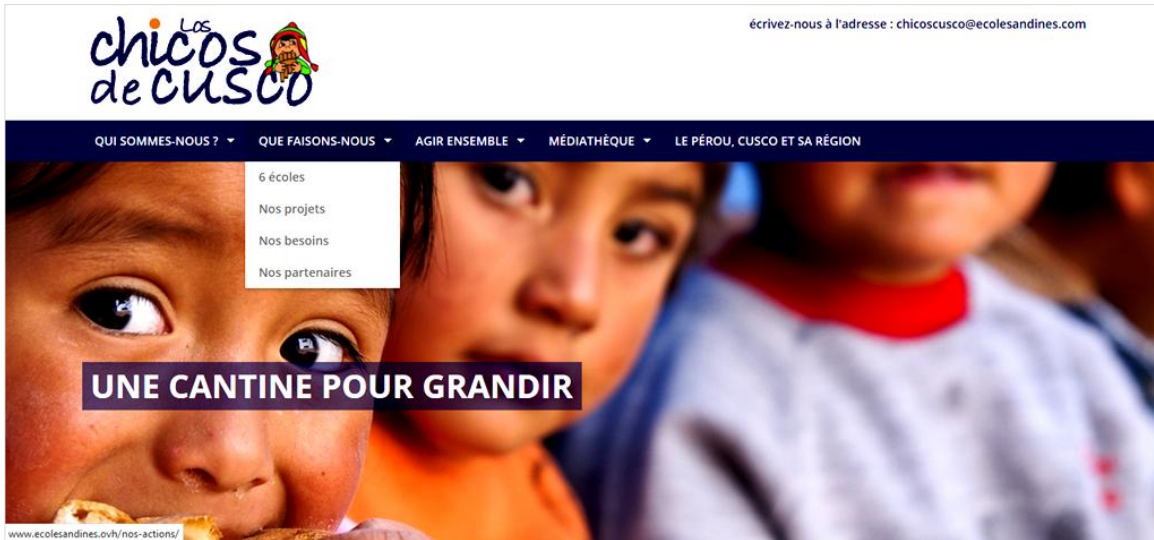 Los
chicos
de CUSCO
écrivez-nous à l'adresse : chicoscusco@ecolesandines.com
QUI SOMMES-NOUS ? QUE FAISONS-NOUS AGIR ENSEMBLE MÉDIATHÈQUE LE PÉROU, CUSCO ET SA RÉGION
6 écoles
Nos projets
Nos besoins
Nos partenaires
UNE CANTINE POUR GRANDIR
www.ecolesandines.ovh/nos-actions/